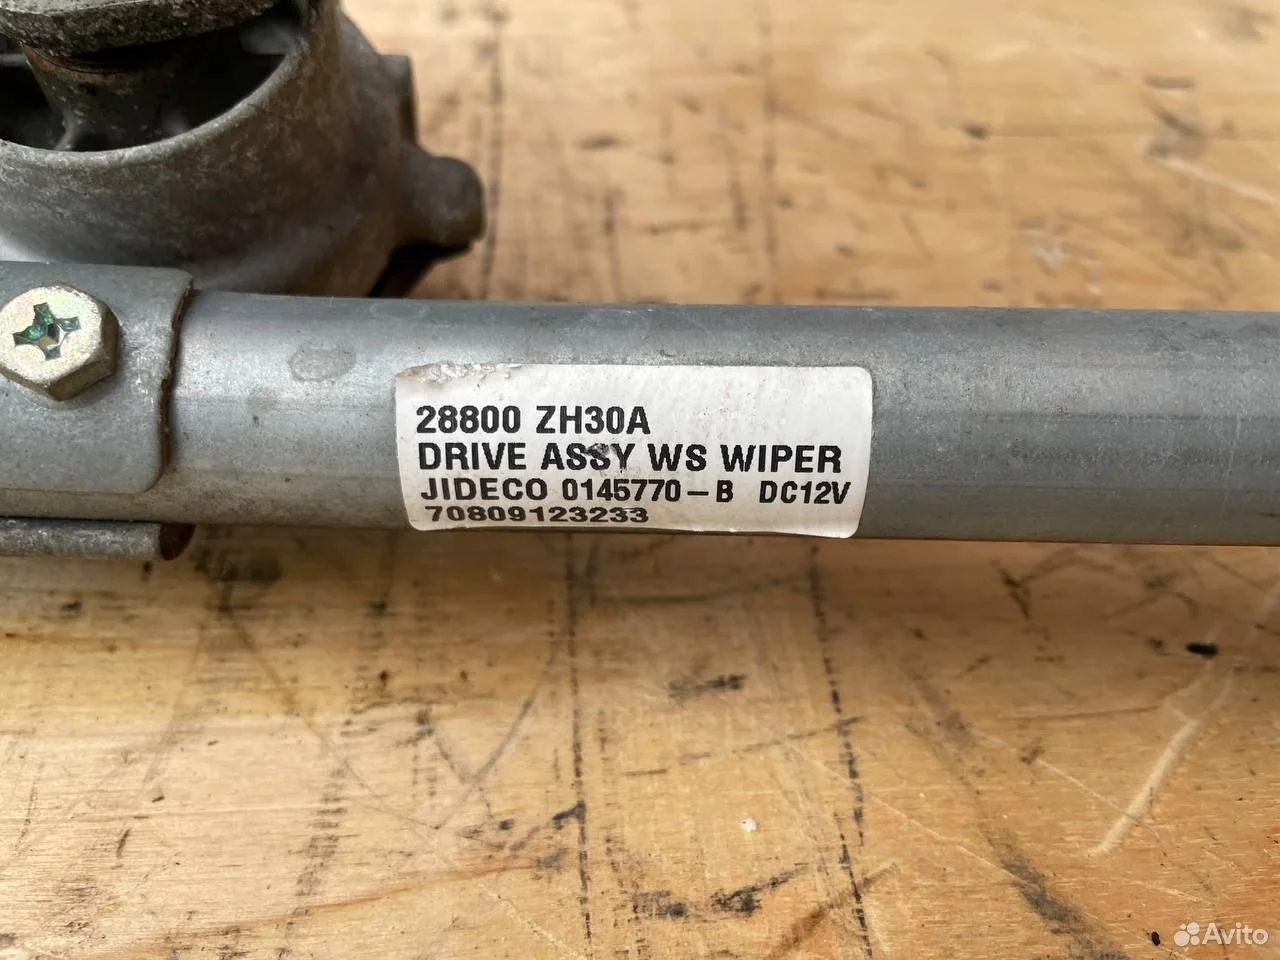 28800 ZH30A
DRIVE ASSY WS WIPER
JIDECO 0145770-B DC12V
70809123233
Avito